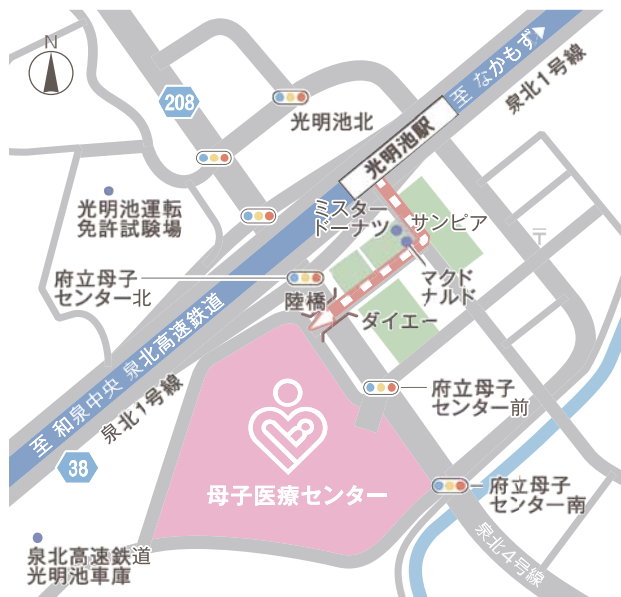 N
至 なかもず
泉北1号線
208
光明池北
光明池駅
光明池運転
免許試験場
ミスター
ドーナツ
サンピア
〒
府立母子
センター北
陸橋
マクド
ナルド
ダイエー
至 和泉中央 泉北高速鉄道
泉北1号線
府立母子
センター前
38
母子医療センター
府立母子
センター南
泉北4号線
泉北高速鉄道
光明池車庫